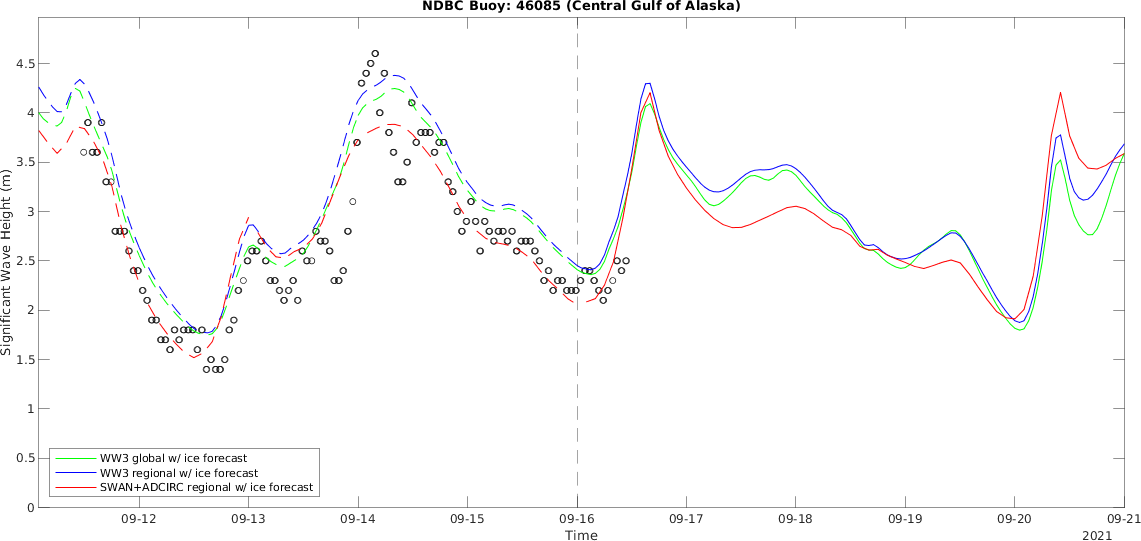 NDBC Buoy: 46085 (Central Gulf of Alaska)
Significant Wave Height (m)
4.5
4
3.5
3
2.5
2
1.5
1
0.5
0
WW3 global w/ ice forecast
WW3 regional w/ ice forecast
SWAN+ADCIRC regional w/ ice forecast
09-12 09-13 09-14 09-15 09-16 09-17 09-18 09-19 09-20 09-21
Time
2021